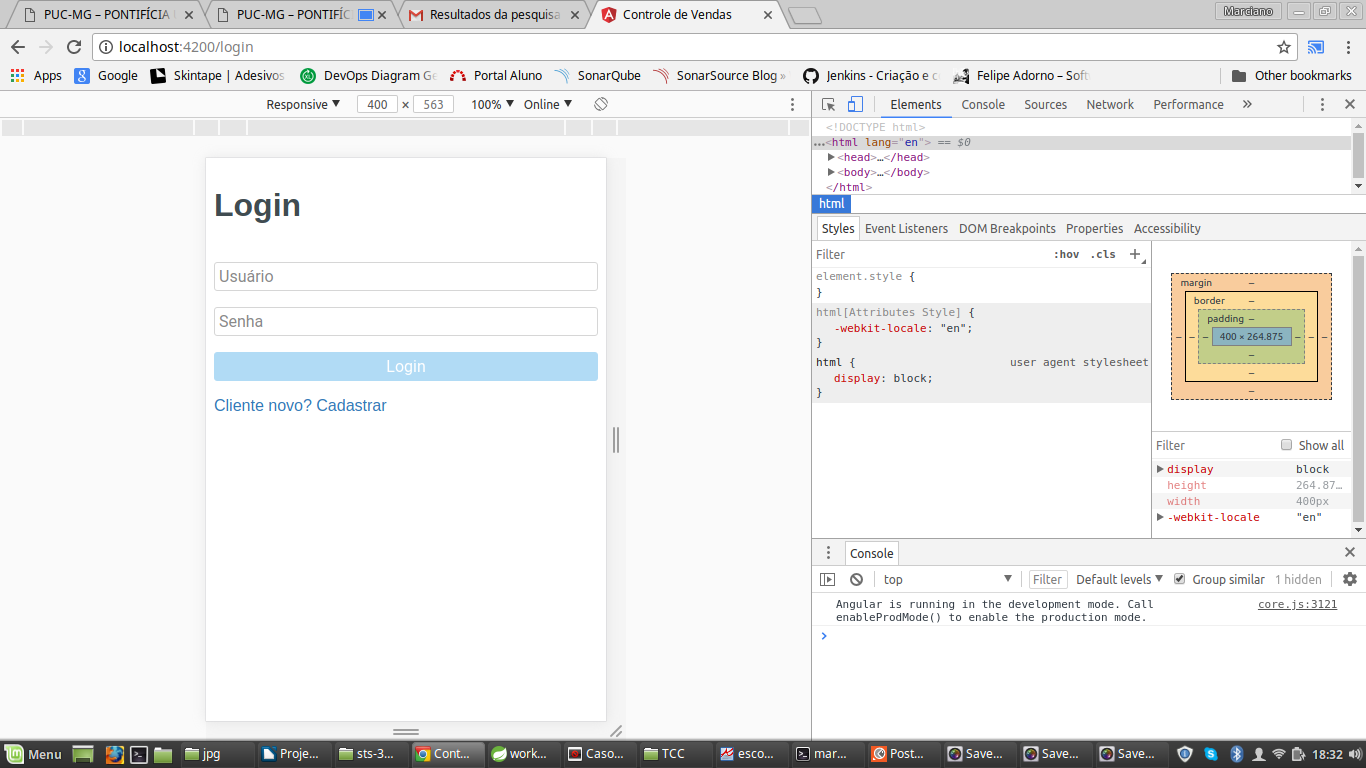 PUC-MG – PONTIFÍCIA
PUC-MG – PONTIFÍC
Resultados da pesquisa
Controle de Vendas
Marciano
localhost:4200/login
Apps
Google
Skintape | Adesivos
DevOps Diagram Ge
Portal Aluno
SonarQube
SonarSource Blog »
Jenkins - Criação e c
Felipe Adorno – Soft
Other bookmarks
Responsive ▼ 400 × 563 100% ▼ Online ▼
Elements Console Sources Network Performance »
<!DOCTYPE html>
…<html lang="en"> == $0
▶<head>…</head>
▶<body>…</body>
</html>
html
Styles Event Listeners DOM Breakpoints Properties Accessibility
Filter :hov .cls +
element.style {
}
html[Attributes Style] {
-webkit-locale: "en";
}
html { user agent stylesheet
display: block;
}
margin –
border –
padding –
– – – 400 × 264.875 – – –
–
–
–
Filter Show all
▶ display block
height 264.87…
width 400px
▶ -webkit-locale "en"
Login
Usuário
Senha
Login
Cliente novo? Cadastrar
Console
top ▼ Filter Default levels ▼ Group similar 1 hidden
Angular is running in the development mode. Call core.js:3121
enableProdMode() to enable the production mode.
>
Menu
jpg
Proje...
sts-3...
Cont...
work...
Caso...
TCC
esco...
mar...
Post...
Save...
Save...
Save...
18:32